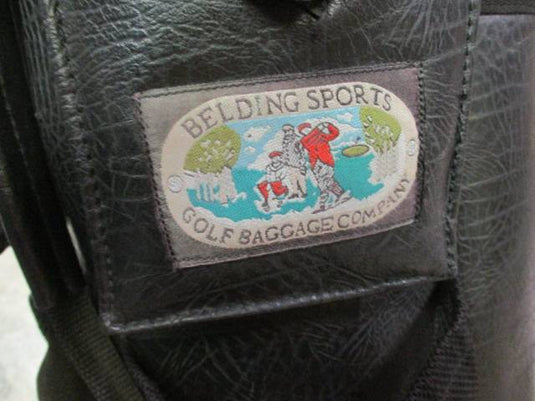 BELDING SPORTS
GOLF BAGGAGE COMPANY